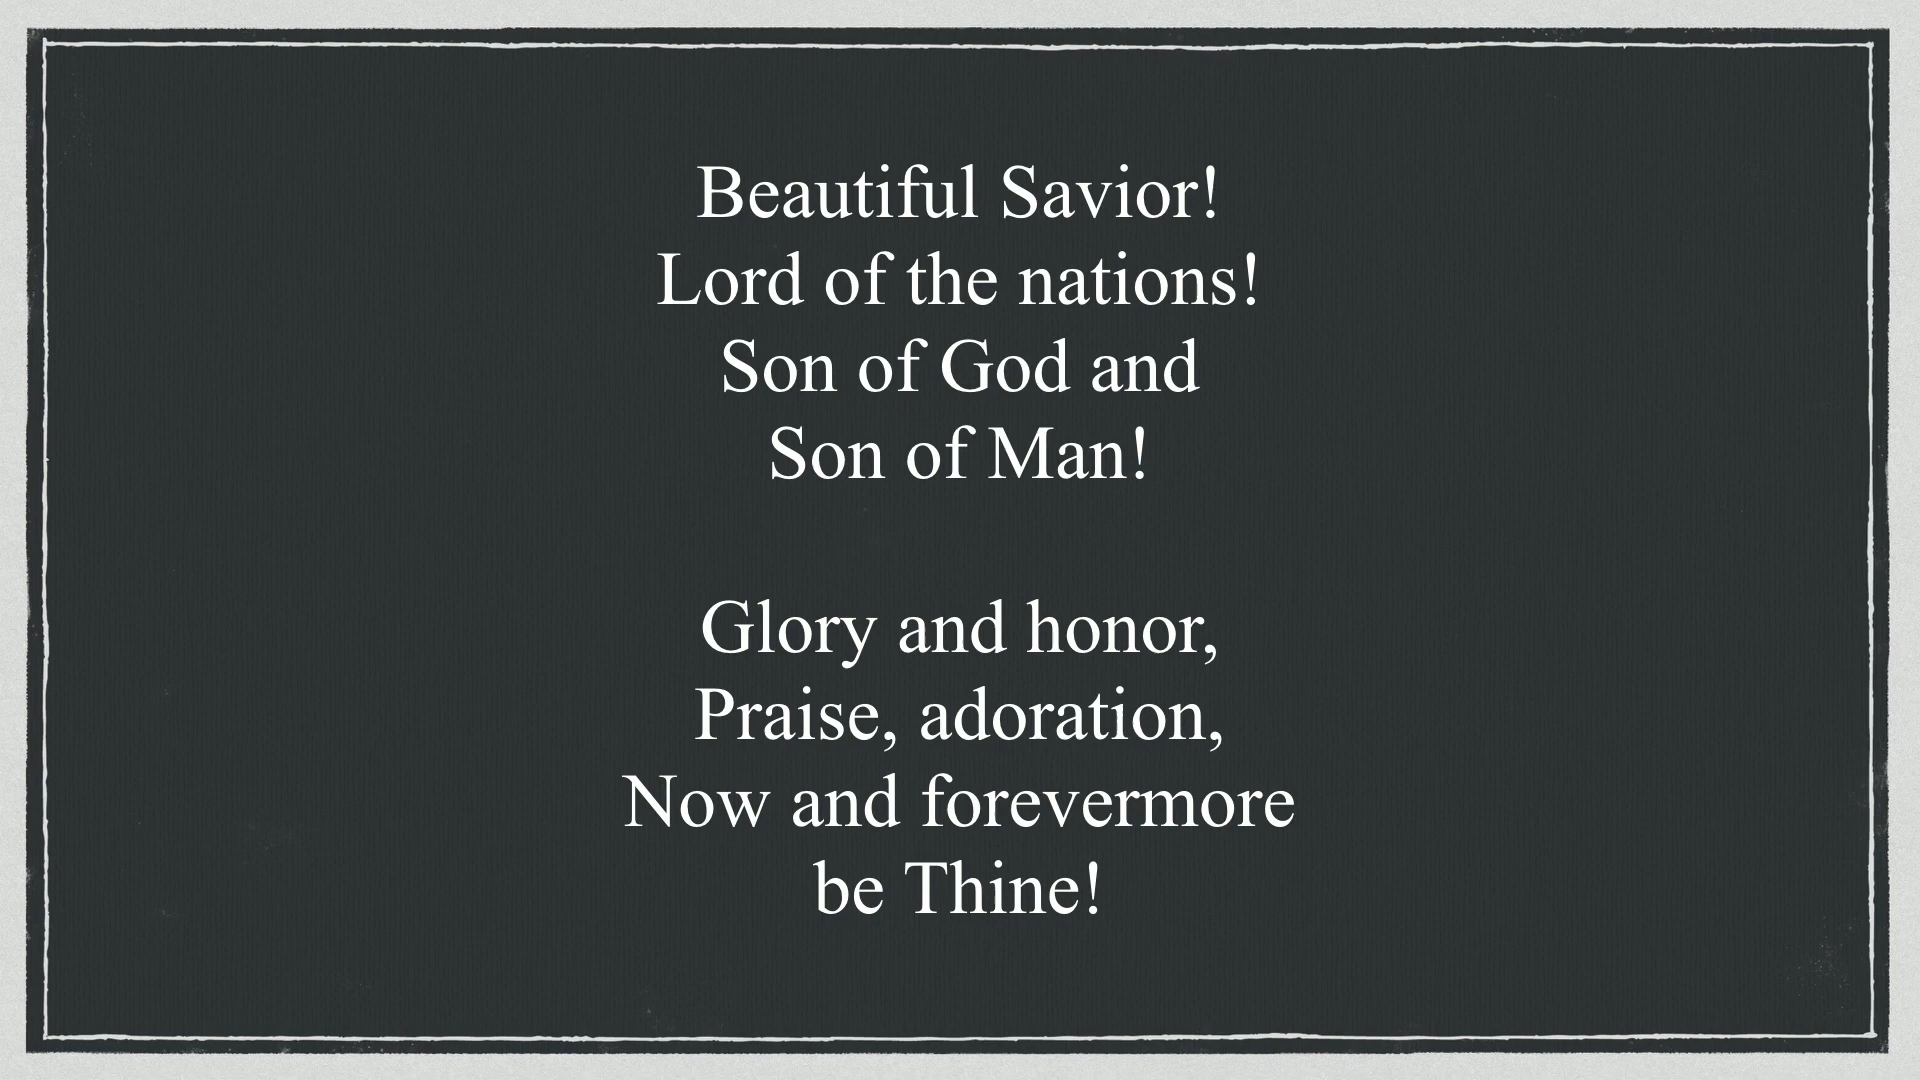 Beautiful Savior!
Lord of the nations!
Son of God and
Son of Man!
Glory and honor,
Praise, adoration,
Now and forevermore
be Thine!